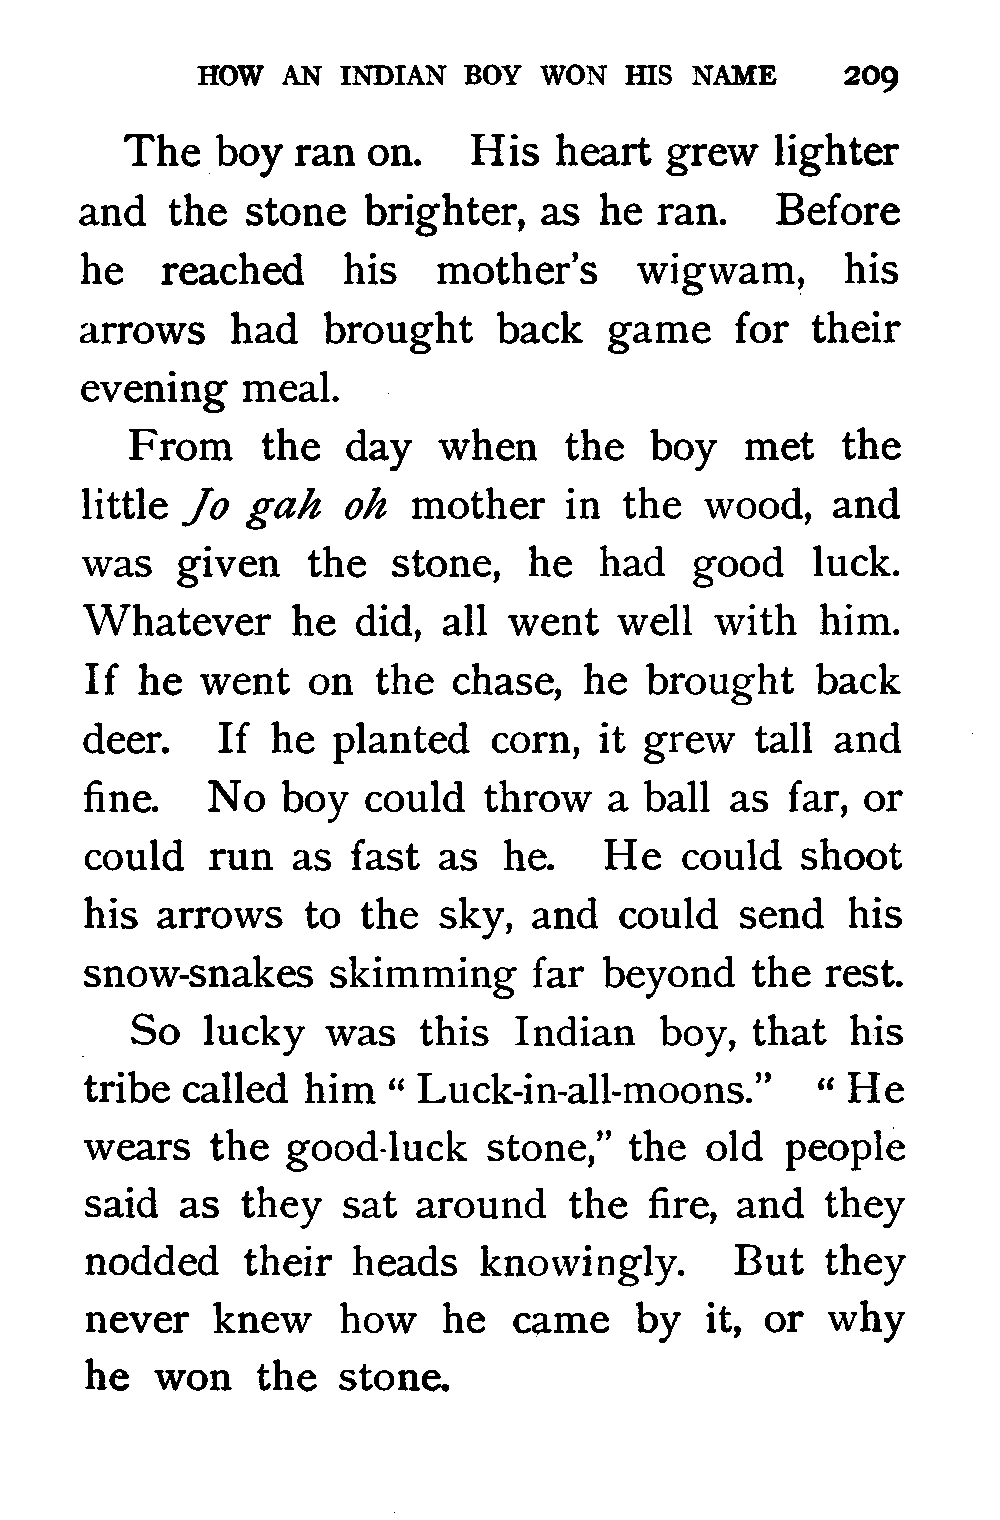 HOW AN INDIAN BOY WON HIS NAME 209
The boy ran on. His heart grew lighter
and the stone brighter, as he ran. Before
he reached his mother's wigwam, his
arrows had brought back game for their
evening meal.
From the day when the boy met the
little Jo gah oh mother in the wood, and
was given the stone, he had good luck.
Whatever he did, all went well with him.
If he went on the chase, he brought back
deer. If he planted corn, it grew tall and
fine. No boy could throw a ball as far, or
could run as fast as he. He could shoot
his arrows to the sky, and could send his
snow-snakes skimming far beyond the rest.
So lucky was this Indian boy, that his
tribe called him “ Luck-in-all-moons.” “ He
wears the good-luck stone,” the old people
said as they sat around the fire, and they
nodded their heads knowingly. But they
never knew how he came by it, or why
he won the stone.